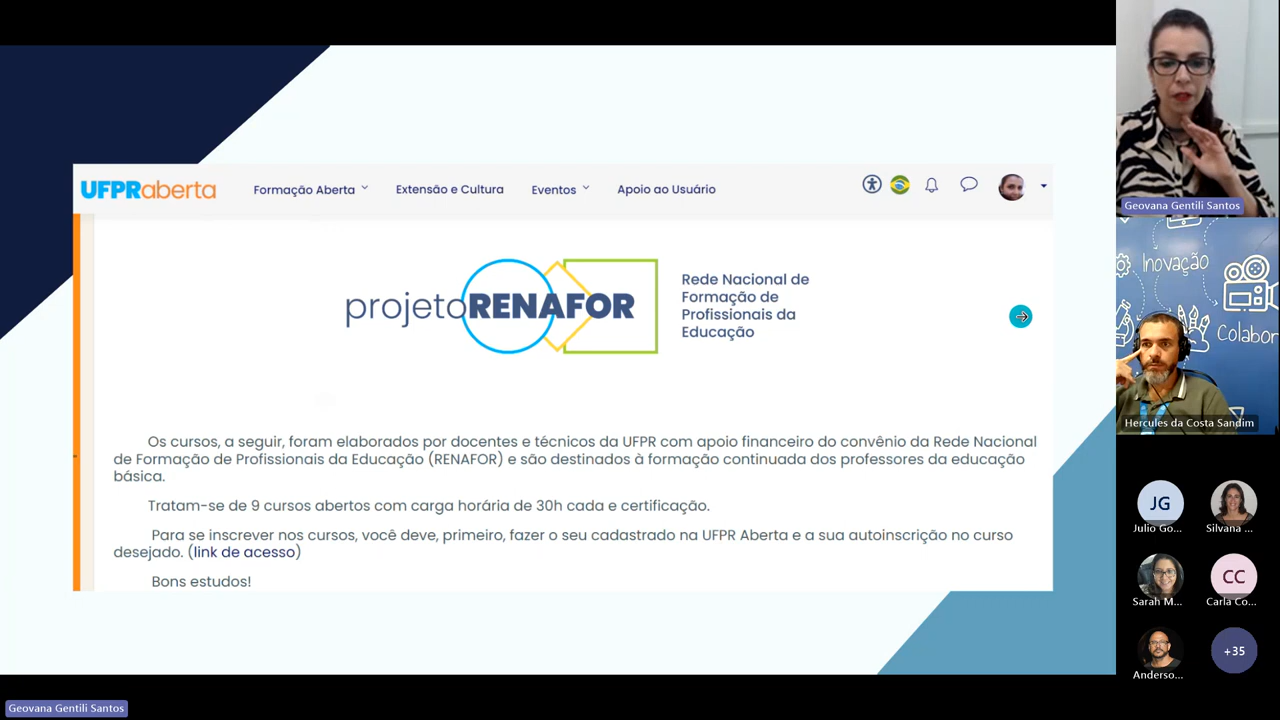 UFPRaberta
Formação Aberta
Extensão e Cultura
Eventos
Apoio ao Usuário
projetoRENAFOR
Rede Nacional de
Formação de
Profissionais da
Educação
Os cursos, a seguir, foram elaborados por docentes e técnicos da UFPR com apoio financeiro do convênio da Rede Nacional
de Formação de Profissionais da Educação (RENAFOR) e são destinados à formação continuada dos professores da educação
básica.
Tratam-se de 9 cursos abertos com carga horária de 30h cada e certificação.
Para se inscrever nos cursos, você deve, primeiro, fazer o seu cadastrado na UFPR Aberta e a sua autoinscrição no curso
desejado. (link de acesso)
Bons estudos!
Geovana Gentili Santos
Inovação
Colabor
Hercules da Costa Sandim
JG
Julio Go...
Silvana ...
Sarah M...
CC
Carla Co...
Anderso...
+35
Geovana Gentili Santos